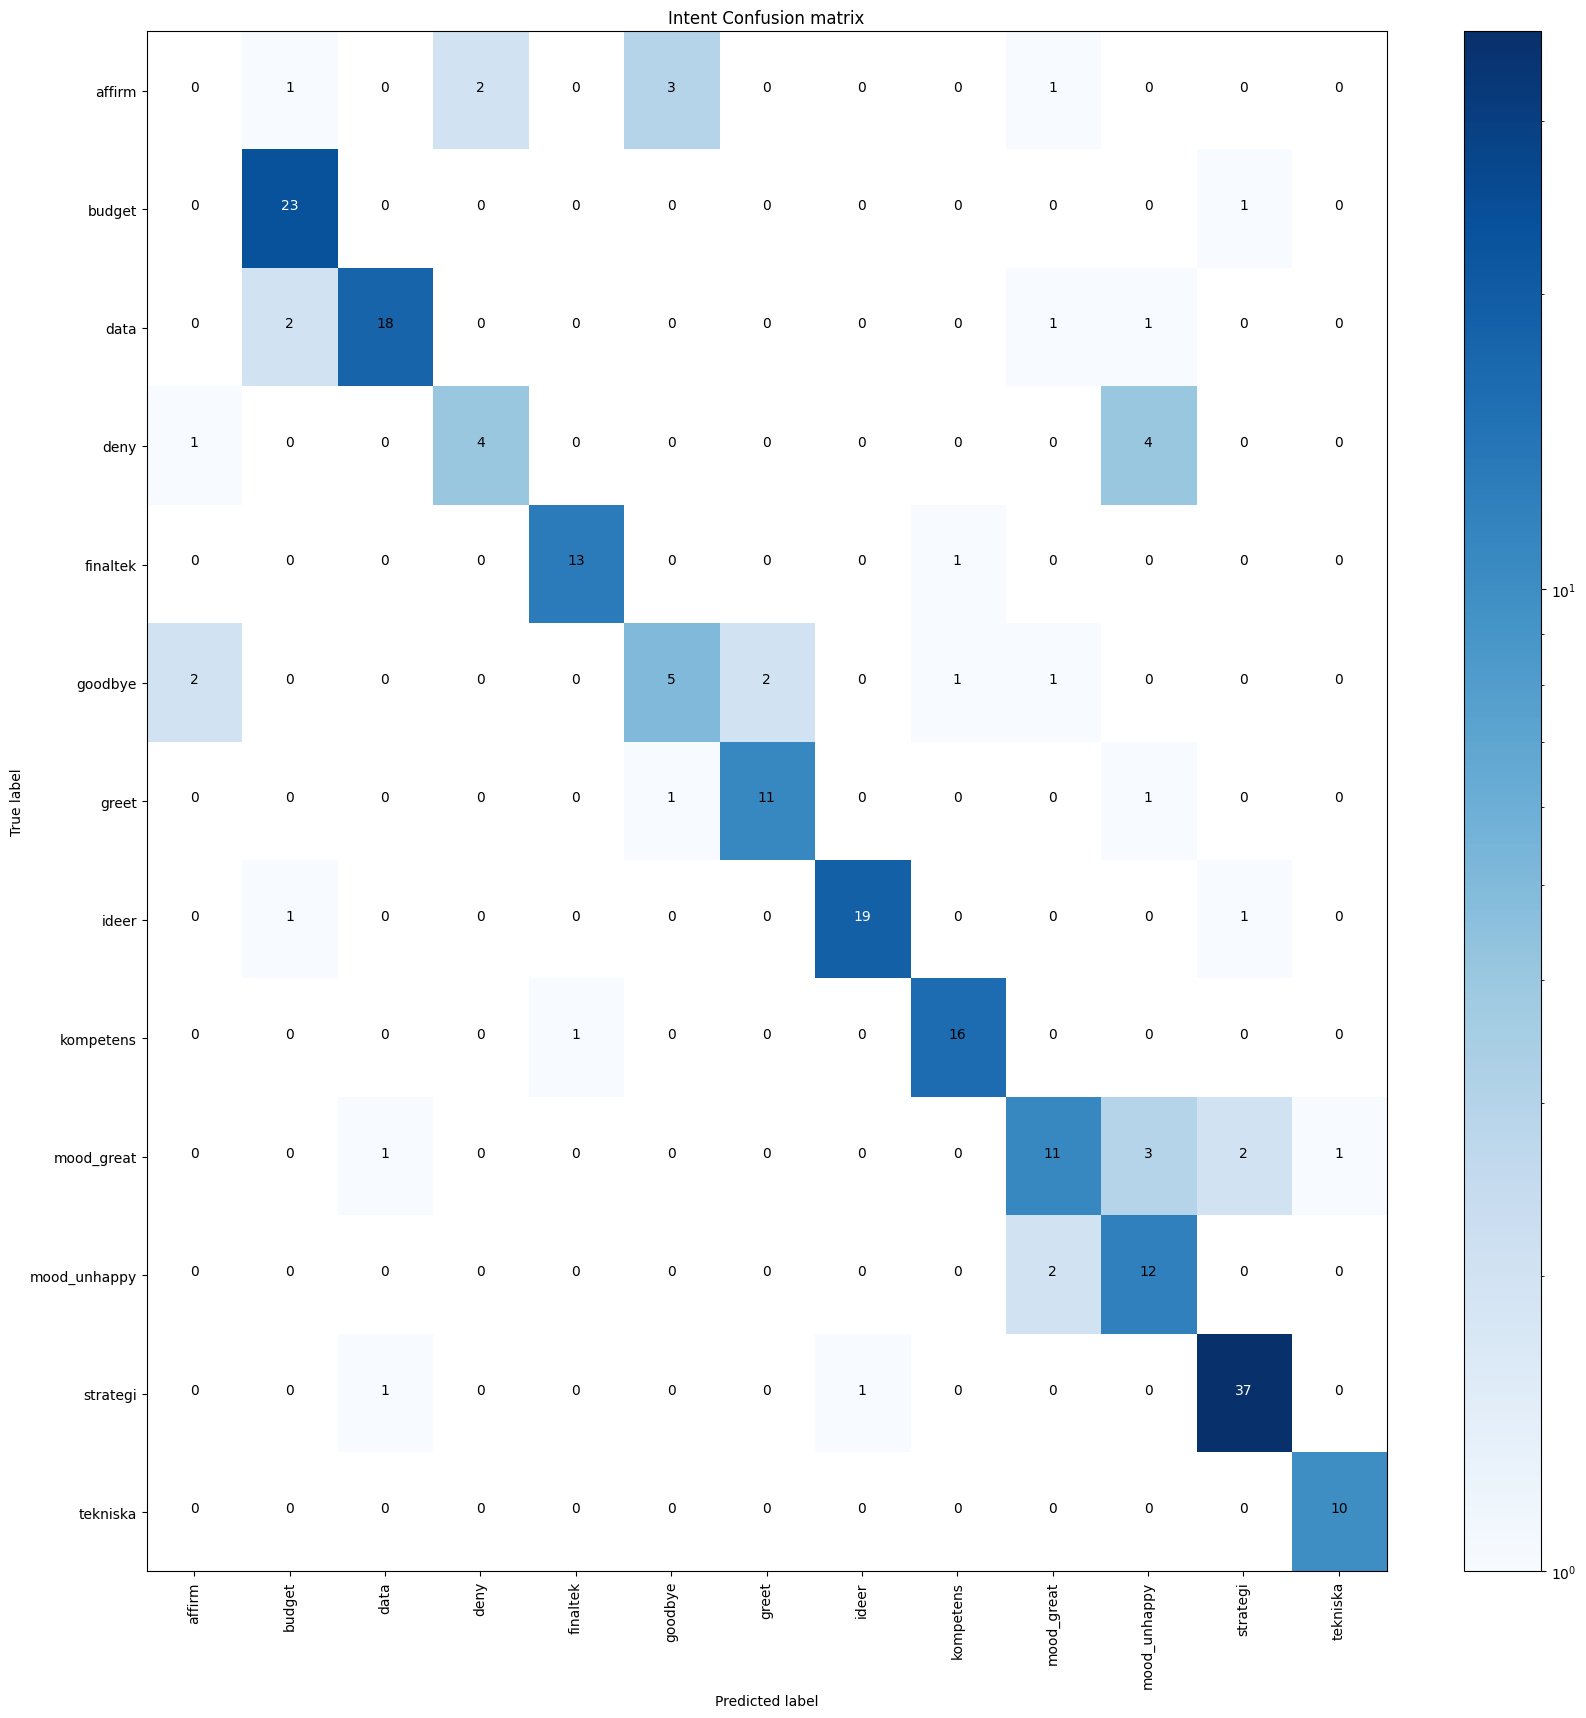 Intent Confusion matrix
True label
affirm 0 1 0 2 0 3 0 0 0 1 0 0 0
budget 0 23 0 0 0 0 0 0 0 0 0 1 0
data 0 2 18 0 0 0 0 0 0 1 1 0 0
deny 1 0 0 4 0 0 0 0 0 0 4 0 0
finaltek 0 0 0 0 13 0 0 0 1 0 0 0 0
goodbye 2 0 0 0 0 5 2 0 1 1 0 0 0
greet 0 0 0 0 0 1 11 0 0 0 1 0 0
ideer 0 1 0 0 0 0 0 19 0 0 0 1 0
kompetens 0 0 0 0 1 0 0 0 16 0 0 0 0
mood_great 0 0 1 0 0 0 0 0 0 11 3 2 1
mood_unhappy 0 0 0 0 0 0 0 0 0 2 12 0 0
strategi 0 0 1 0 0 0 0 1 0 0 0 37 0
tekniska 0 0 0 0 0 0 0 0 0 0 0 0 10
affirm budget data deny finaltek goodbye greet ideer kompetens mood_great mood_unhappy strategi tekniska
Predicted label
10¹
10⁰